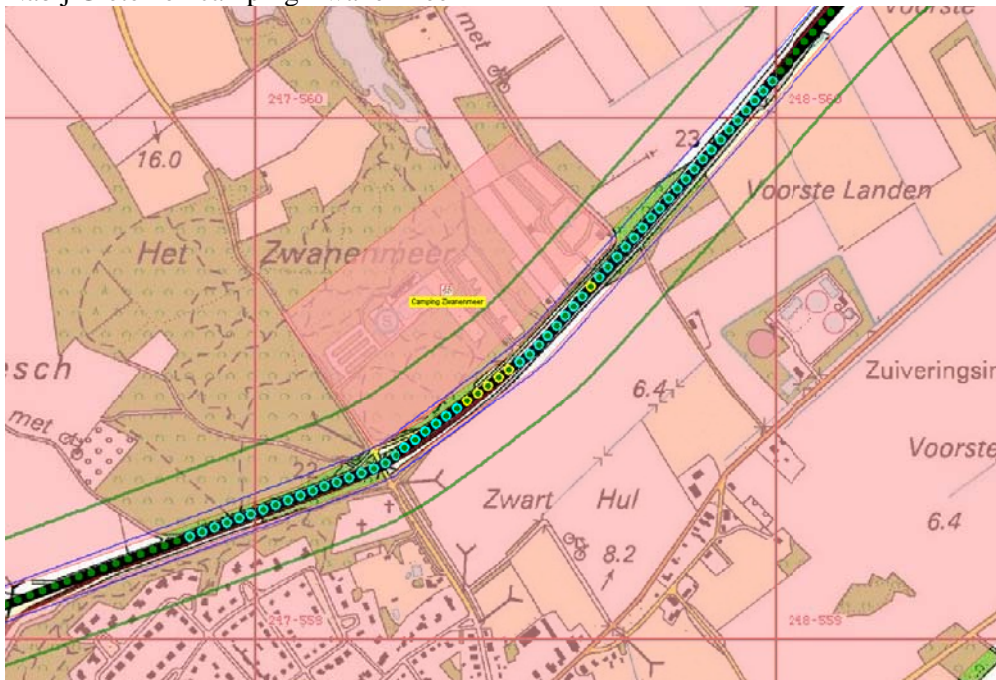 Voorste
met
247-560
248-560
23
16.0
Voorste Landen
Het Zwanenmeer
Camping Zwanenmeer
S
esch
6.4
Zuiveringsin
met
22
Voorste
Zwart Hul
6.4
8.2
247-559
248-559